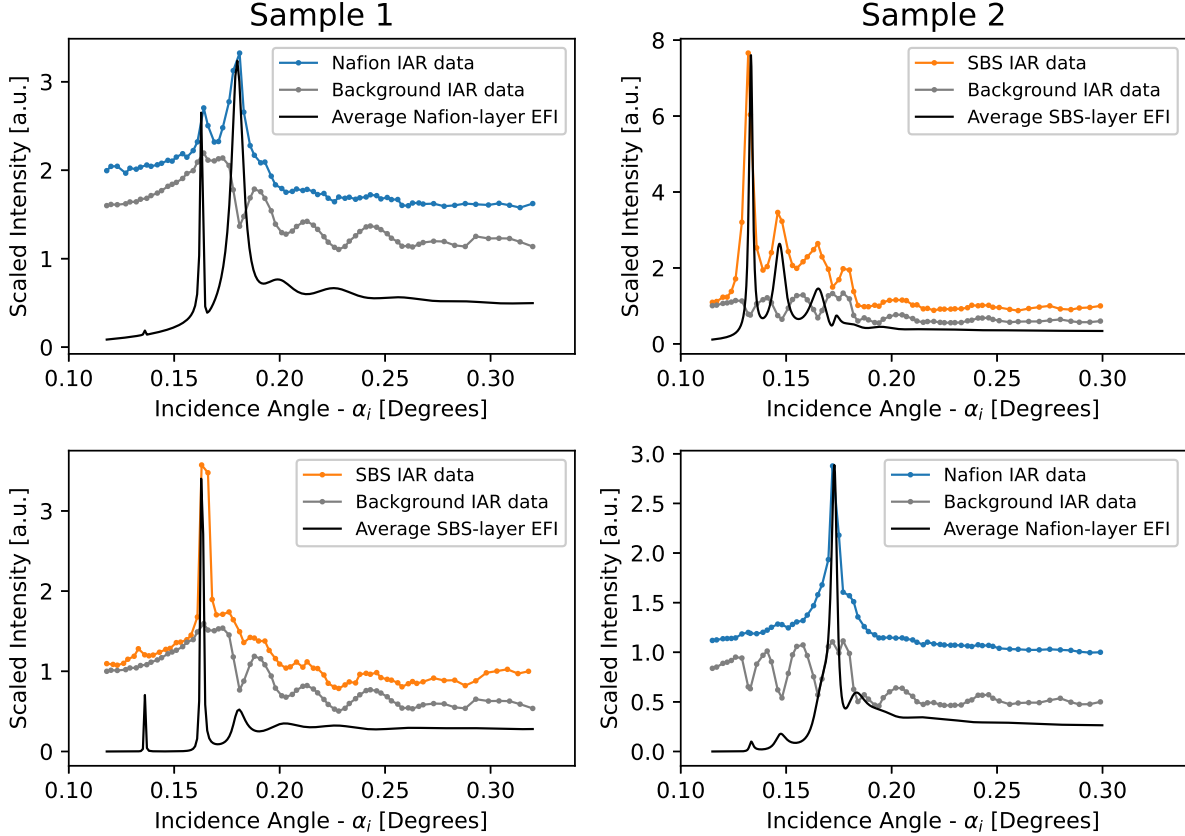 Sample 1
Sample 2
Scaled Intensity [a.u.]
3
2
1
0
Nafion IAR data
Background IAR data
Average Nafion-layer EFI
0.10 0.15 0.20 0.25 0.30
Incidence Angle - αᵢ [Degrees]
Scaled Intensity [a.u.]
8
6
4
2
0
SBS IAR data
Background IAR data
Average SBS-layer EFI
0.10 0.15 0.20 0.25 0.30
Incidence Angle - αᵢ [Degrees]
Scaled Intensity [a.u.]
3
2
1
0
SBS IAR data
Background IAR data
Average SBS-layer EFI
0.10 0.15 0.20 0.25 0.30
Incidence Angle - αᵢ [Degrees]
Scaled Intensity [a.u.]
3.0
2.5
2.0
1.5
1.0
0.5
0.0
Nafion IAR data
Background IAR data
Average Nafion-layer EFI
0.10 0.15 0.20 0.25 0.30
Incidence Angle - αᵢ [Degrees]